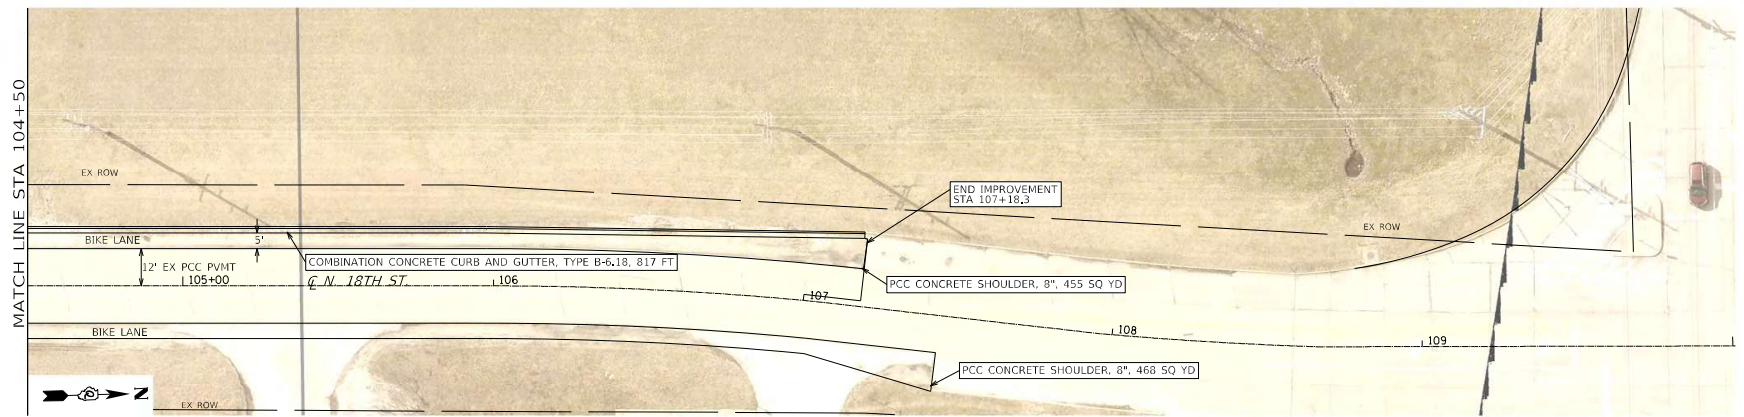 MATCH LINE STA 104+50
EX ROW
END IMPROVEMENT
STA 107+18.3
EX ROW
BIKE LANE
5'
COMBINATION CONCRETE CURB AND GUTTER, TYPE B-6.18, 817 FT
12' EX PCC PVMT
105+00
℄ N. 18TH ST.
106
PCC CONCRETE SHOULDER, 8", 455 SQ YD
107
108
109
BIKE LANE
PCC CONCRETE SHOULDER, 8", 468 SQ YD
N
EX ROW